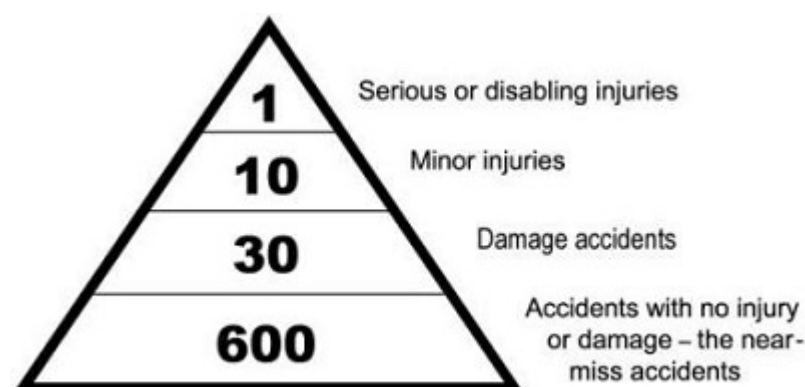 1
Serious or disabling injuries
10
Minor injuries
30
Damage accidents
600
Accidents with no injury
or damage – the near-
miss accidents